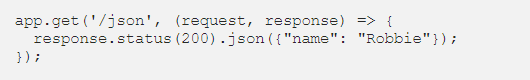 app.get('/json', (request, response) => {
  response.status(200).json({"name": "Robbie"});
});